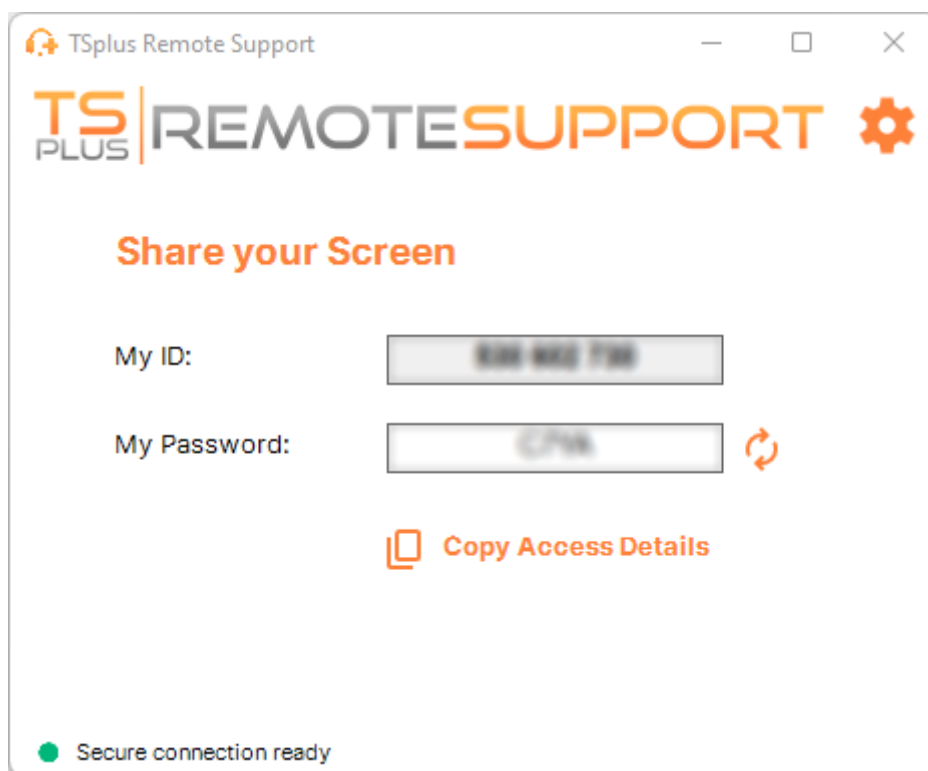 TSplus Remote Support
TS PLUS REMOTESUPPORT
Share your Screen
My ID:
My Password:
Copy Access Details
Secure connection ready